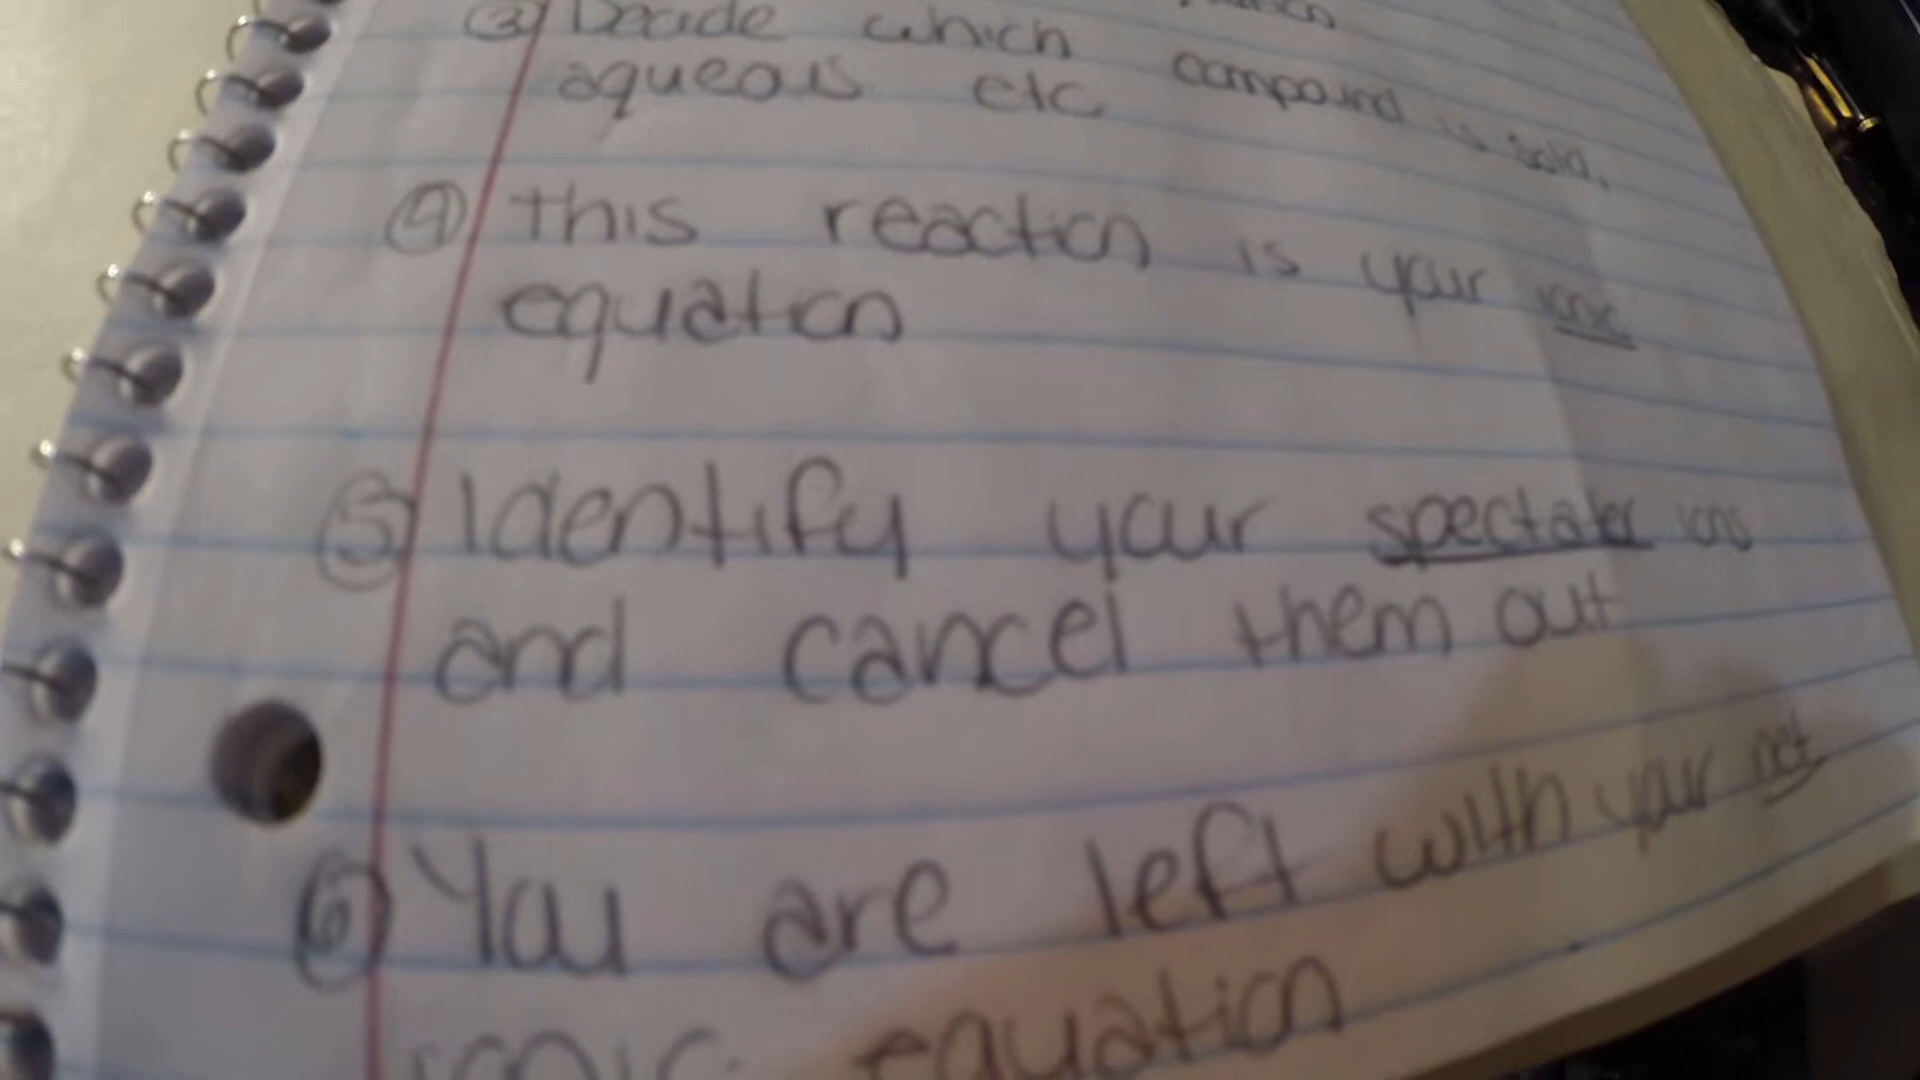 ③ Decide which compound is solid,
aqueous etc
④ this reaction is your ionic
equation
⑤ Identify your spectator ions
and cancel them out
⑥ You are left with your net
ionic equation